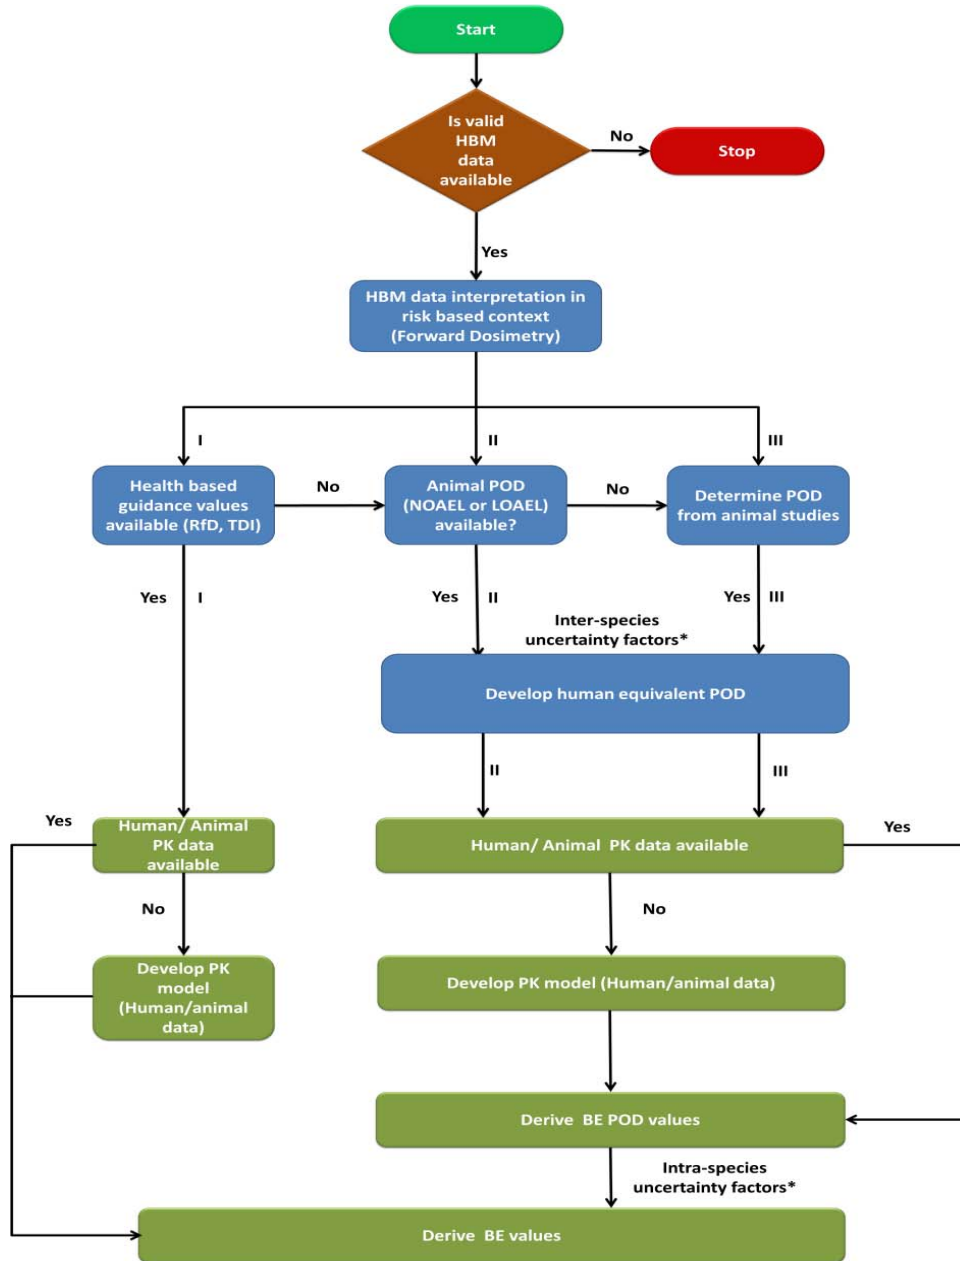 Start
Is valid
HBM
data
available
No
Stop
Yes
HBM data interpretation in
risk based context
(Forward Dosimetry)
I
II
III
Health based
guidance values
available (RfD, TDI)
No
Animal POD
(NOAEL or LOAEL)
available?
No
Determine POD
from animal studies
Yes
I
Yes
II
Yes
III
Inter-species
uncertainty factors*
Develop human equivalent POD
II
III
Yes
Human/ Animal
PK data
available
Human/ Animal PK data available
Yes
No
No
Develop PK
model
(Human/animal
data)
Develop PK model (Human/animal data)
Derive BE POD values
Intra-species
uncertainty factors*
Derive BE values